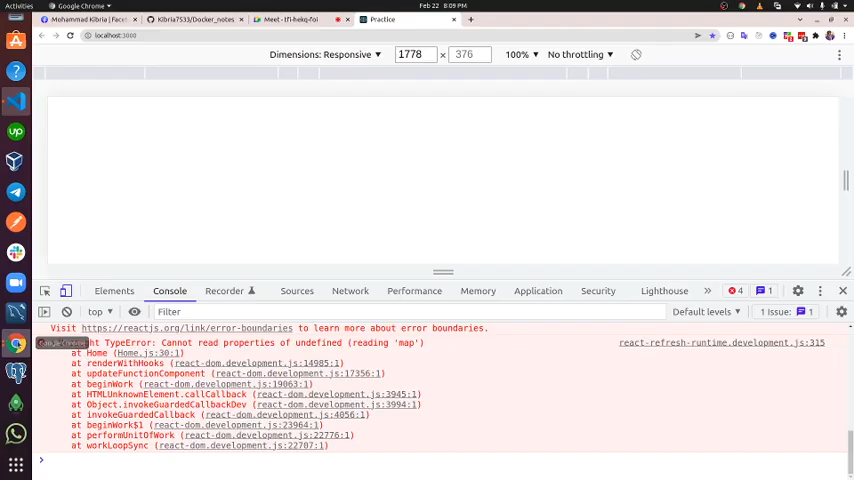 Activities
Google Chrome
Feb 22 8:09 PM
Mohammad Kibria | Faceb
Kibria7533/Docker_notes
Meet - tfi-hekq-foi
Practice
localhost:3000
Dimensions: Responsive
1778 × 376
100%
No throttling
Elements
Console
Recorder
Sources
Network
Performance
Memory
Application
Security
Lighthouse
4
1
top
Filter
Default levels
1 Issue: 1
Visit https://reactjs.org/link/error-boundaries to learn more about error boundaries.
ht TypeError: Cannot read properties of undefined (reading 'map')
react-refresh-runtime.development.js:315
Google Chrome
at Home (Home.js:30:1)
at renderWithHooks (react-dom.development.js:14985:1)
at updateFunctionComponent (react-dom.development.js:17356:1)
at beginWork (react-dom.development.js:19063:1)
at HTMLUnknownElement.callCallback (react-dom.development.js:3945:1)
at Object.invokeGuardedCallbackDev (react-dom.development.js:3994:1)
at invokeGuardedCallback (react-dom.development.js:4056:1)
at beginWork$1 (react-dom.development.js:23964:1)
at performUnitOfWork (react-dom.development.js:22776:1)
at workLoopSync (react-dom.development.js:22707:1)